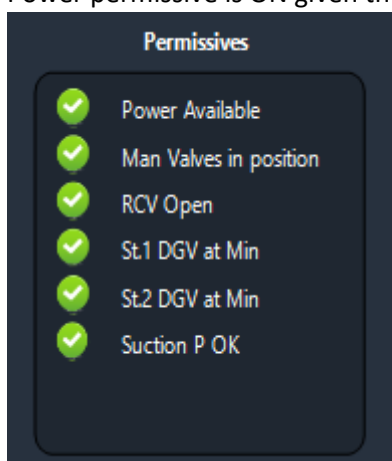 Power permissive is ON given th
Permissives
Power Available
Man Valves in position
RCV Open
St.1 DGV at Min
St.2 DGV at Min
Suction P OK